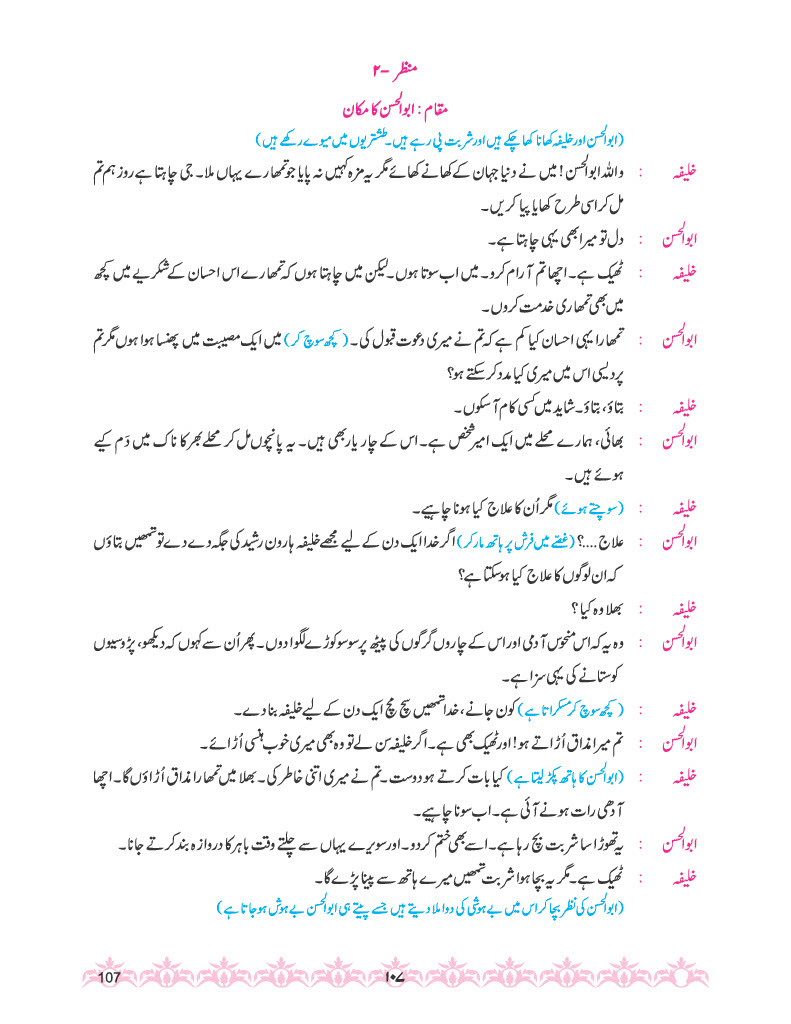 منظر -۲
مقام : ابوالحسن کا مکان
(ابوالحسن اور خلیفہ کھانا کھا چکے ہیں اور شربت پی رہے ہیں۔ طشتریوں میں میوے رکھے ہیں)
خلیفہ : واللہ ابوالحسن! میں نے دنیا جہان کے کھانے کھائے مگر یہ مزہ کہیں نہ پایا جو تمھارے یہاں ملا۔ جی چاہتا ہے روز ہم تم
مل کر اسی طرح کھایا پیا کریں۔
ابوالحسن : دل تو میرا بھی یہی چاہتا ہے۔
خلیفہ : ٹھیک ہے۔ اچھا تم آرام کرو۔ میں اب سوتا ہوں۔ لیکن میں چاہتا ہوں کہ تمھارے اس احسان کے شکریے میں کچھ
میں بھی تمھاری خدمت کروں۔
ابوالحسن : تمھارا یہی احسان کیا کم ہے کہ تم نے میری دعوت قبول کی۔ (کچھ سوچ کر) میں ایک مصیبت میں پھنسا ہوا ہوں مگر تم
پردیسی اس میں میری کیا مدد کر سکتے ہو؟
خلیفہ : بتاؤ، بتاؤ۔ شاید میں کسی کام آسکوں۔
ابوالحسن : بھائی، ہمارے محلے میں ایک امیر شخص ہے۔ اس کے چار یار بھی ہیں۔ یہ پانچوں مل کر محلے بھر کا ناک میں دَم کیے
ہوئے ہیں۔
خلیفہ : (سوچتے ہوئے) مگر اُن کا علاج کیا ہونا چاہیے۔
ابوالحسن : علاج....؟ (غصّے میں فرش پر ہاتھ مار کر) اگر خدا ایک دن کے لیے مجھے خلیفہ ہارون رشید کی جگہ دے دے تو تمھیں بتاؤں
کہ ان لوگوں کا علاج کیا ہوسکتا ہے؟
خلیفہ : بھلا وہ کیا ؟
ابوالحسن : وہ یہ کہ اس منحوس آدمی اور اس کے چاروں گرگوں کی پیٹھ پر سو سو کوڑے لگوا دوں۔ پھر اُن سے کہوں کہ دیکھو، پڑوسیوں
کو ستانے کی یہی سزا ہے۔
خلیفہ : (کچھ سوچ کر مسکراتا ہے) کون جانے، خدا تمھیں سچ مچ ایک دن کے لیے خلیفہ بنا دے۔
ابوالحسن : تم میرا مذاق اُڑاتے ہو! اور ٹھیک بھی ہے۔ اگر خلیفہ سن لے تو وہ بھی میری خوب ہنسی اُڑائے۔
خلیفہ : (ابوالحسن کا ہاتھ پکڑ لیتا ہے) کیا بات کرتے ہو دوست۔ تم نے میری اتنی خاطر کی۔ بھلا میں تمھارا مذاق اُڑاؤں گا۔ اچھا
آدھی رات ہونے آئی ہے۔ اب سونا چاہیے۔
ابوالحسن : یہ تھوڑا سا شربت بچ رہا ہے۔ اسے بھی ختم کر دو۔ اور سویرے یہاں سے چلتے وقت باہر کا دروازہ بند کرتے جانا۔
خلیفہ : ٹھیک ہے۔ مگر یہ بچا ہوا شربت تمھیں میرے ہاتھ سے پینا پڑے گا۔
(ابوالحسن کی نظر بچا کر اس میں بے ہوشی کی دوا ملا دیتے ہیں جسے پیتے ہی ابوالحسن بے ہوش ہو جاتا ہے)
107
۱۰۷